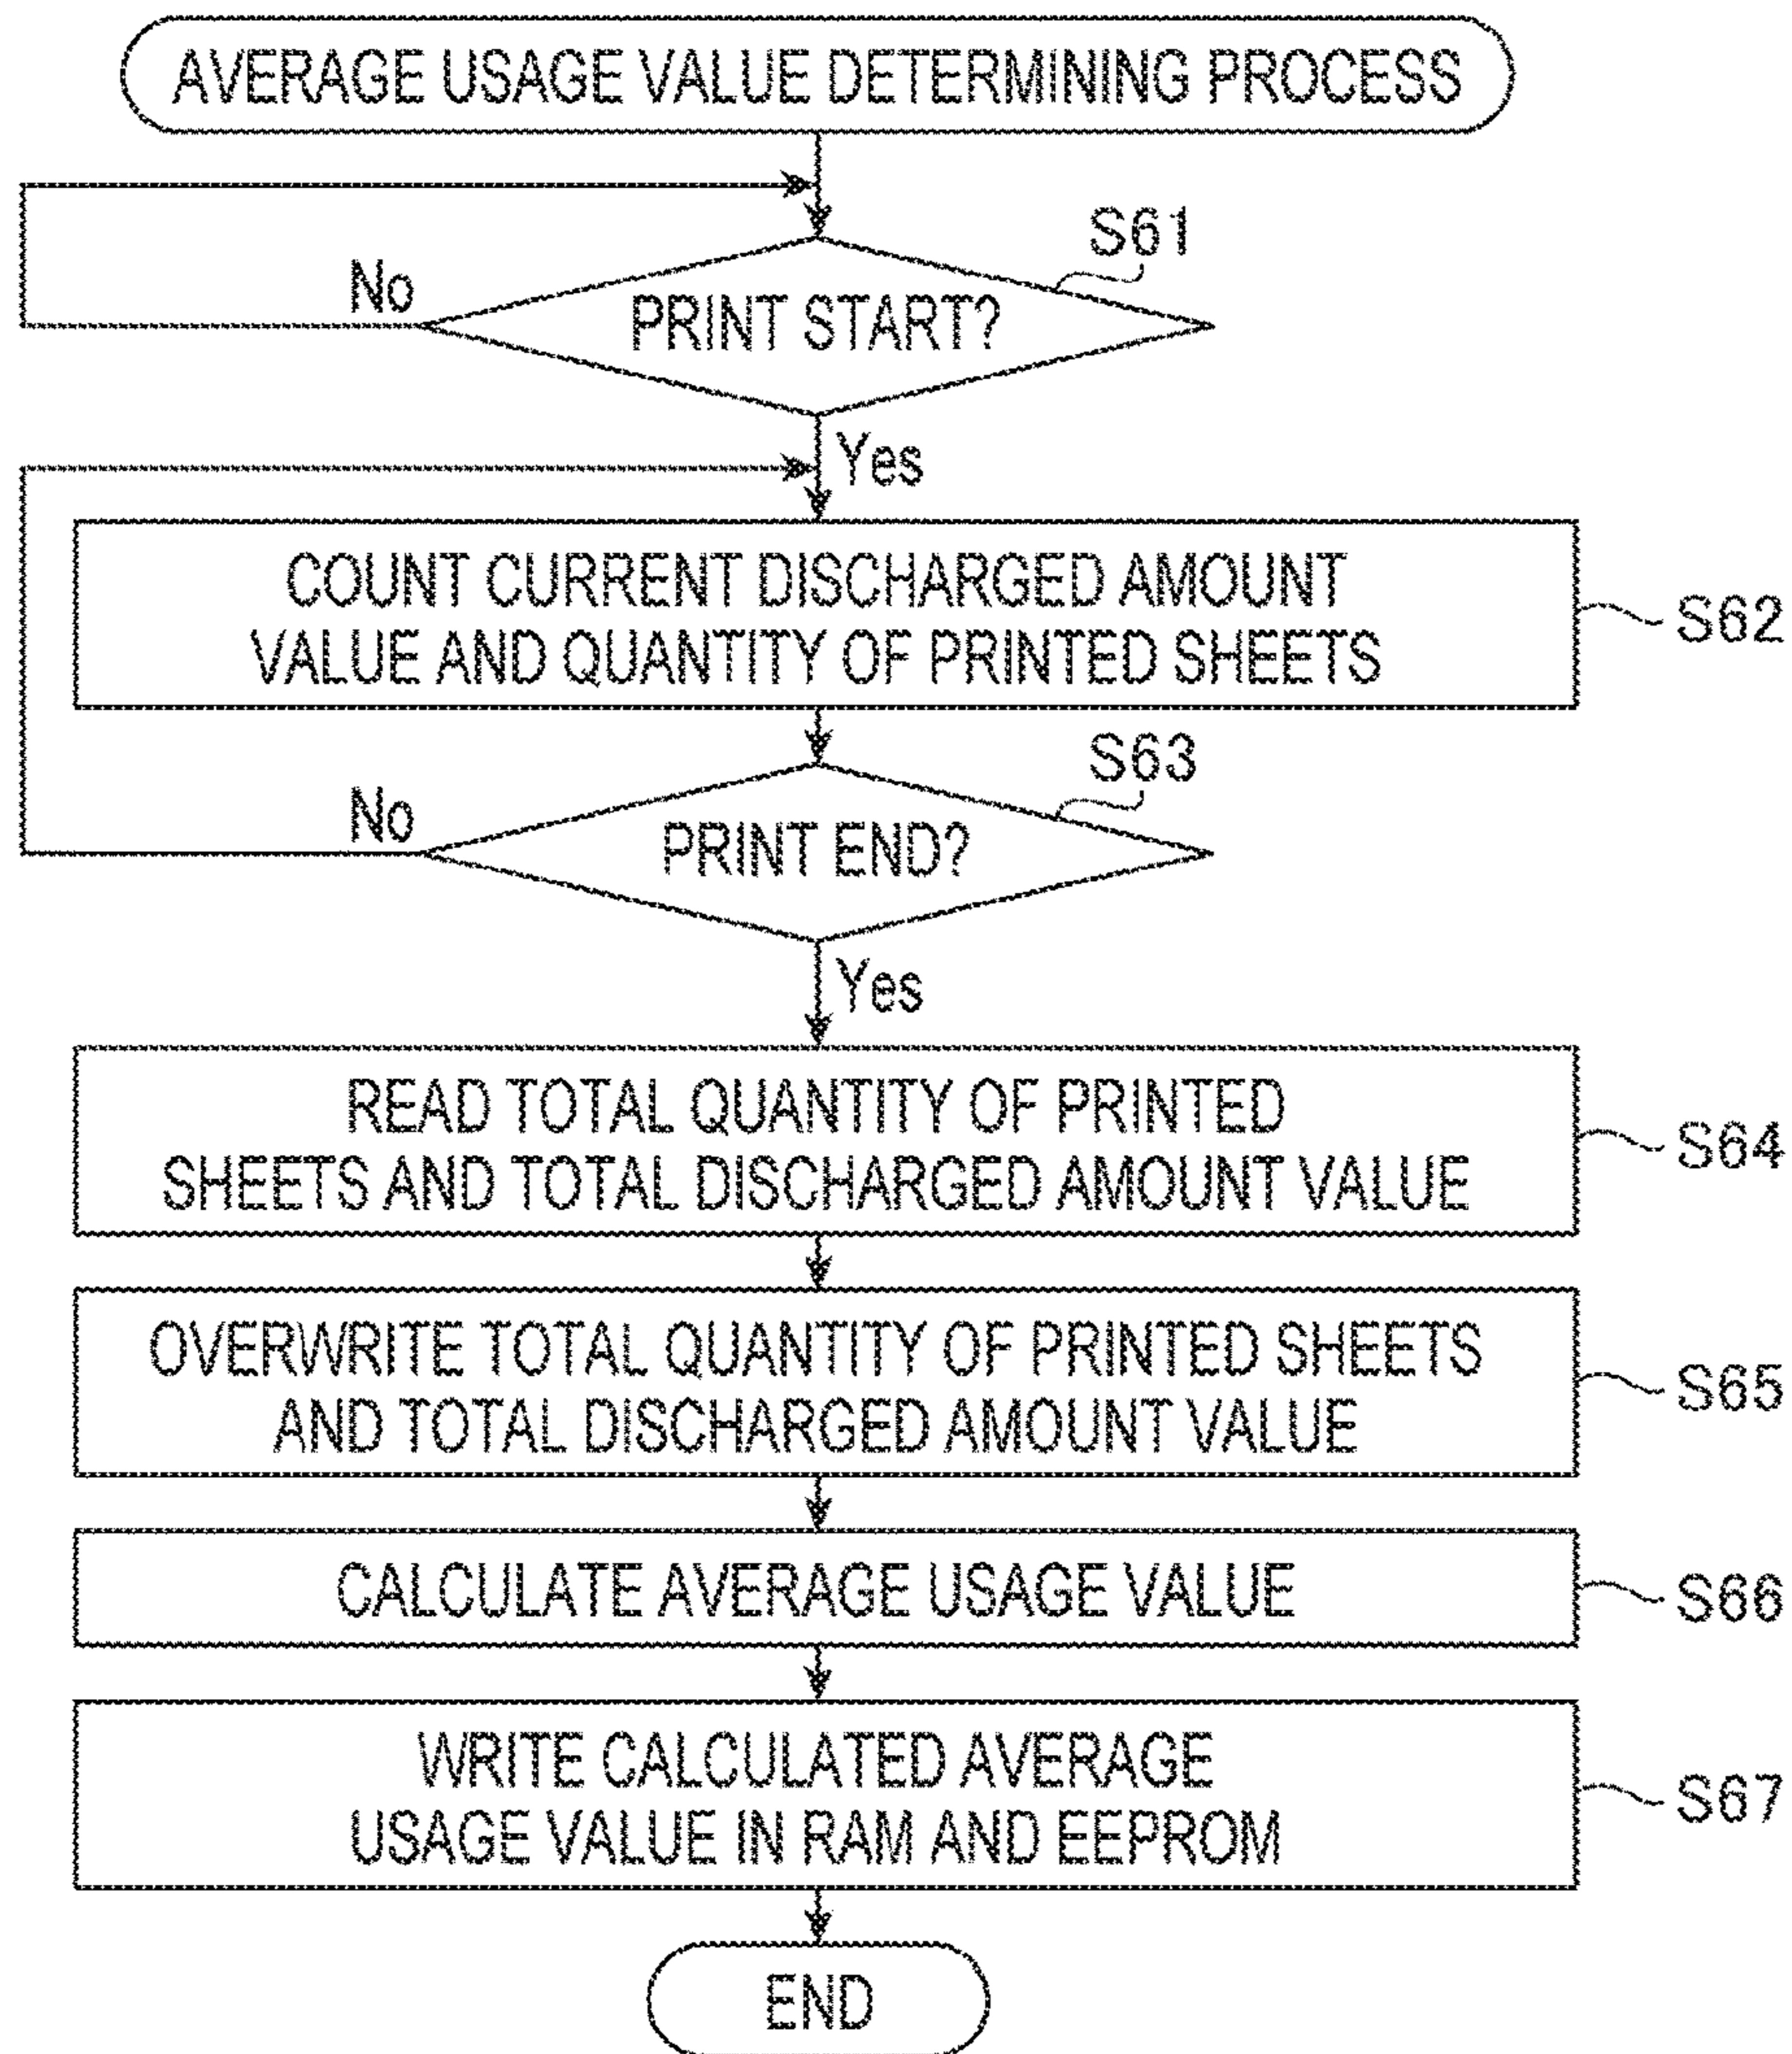 AVERAGE USAGE VALUE DETERMINING PROCESS
S61
No
PRINT START?
Yes
COUNT CURRENT DISCHARGED AMOUNT
VALUE AND QUANTITY OF PRINTED SHEETS
S62
S63
No
PRINT END?
Yes
READ TOTAL QUANTITY OF PRINTED
SHEETS AND TOTAL DISCHARGED AMOUNT VALUE
S64
OVERWRITE TOTAL QUANTITY OF PRINTED SHEETS
AND TOTAL DISCHARGED AMOUNT VALUE
S65
CALCULATE AVERAGE USAGE VALUE
S66
WRITE CALCULATED AVERAGE
USAGE VALUE IN RAM AND EEPROM
S67
END